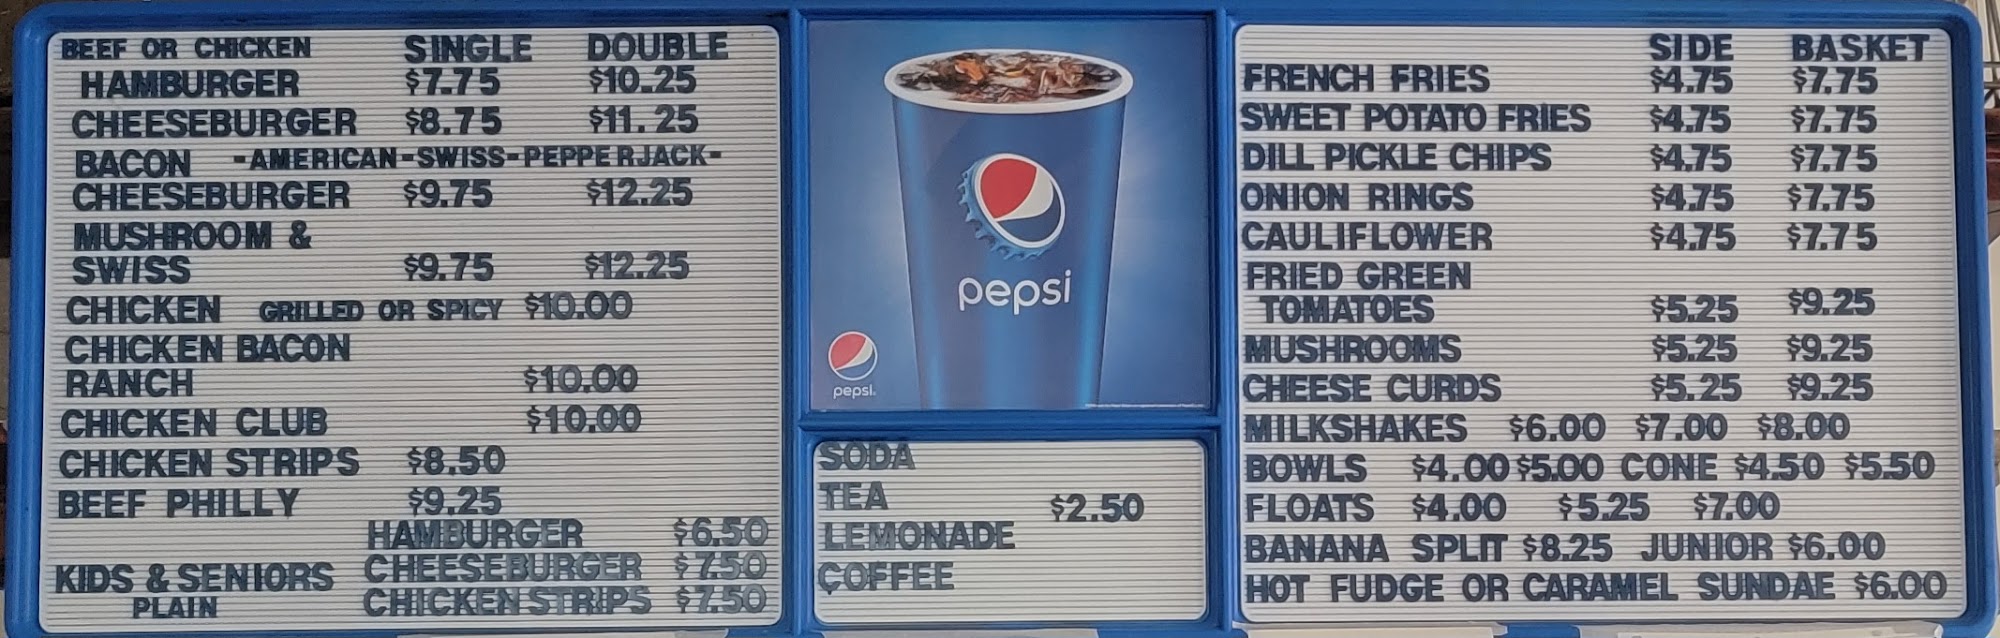 BEEF OR CHICKEN SINGLE DOUBLE
HAMBURGER $7.75 $10.25
CHEESEBURGER $8.75 $11.25
BACON -AMERICAN-SWISS-PEPPERJACK-
CHEESEBURGER $9.75 $12.25
MUSHROOM &
SWISS $9.75 $12.25
CHICKEN GRILLED OR SPICY $10.00
CHICKEN BACON
RANCH $10.00
CHICKEN CLUB $10.00
CHICKEN STRIPS $8.50
BEEF PHILLY $9.25
HAMBURGER $6.50
KIDS & SENIORS CHEESEBURGER $7.50
PLAIN CHICKEN STRIPS $7.50
pepsi
pepsi.
SODA
TEA $2.50
LEMONADE
COFFEE
SIDE BASKET
FRENCH FRIES $4.75 $7.75
SWEET POTATO FRIES $4.75 $7.75
DILL PICKLE CHIPS $4.75 $7.75
ONION RINGS $4.75 $7.75
CAULIFLOWER $4.75 $7.75
FRIED GREEN
TOMATOES $5.25 $9.25
MUSHROOMS $5.25 $9.25
CHEESE CURDS $5.25 $9.25
MILKSHAKES $6.00 $7.00 $8.00
BOWLS $4.00 $5.00 CONE $4.50 $5.50
FLOATS $4.00 $5.25 $7.00
BANANA SPLIT $8.25 JUNIOR $6.00
HOT FUDGE OR CARAMEL SUNDAE $6.00